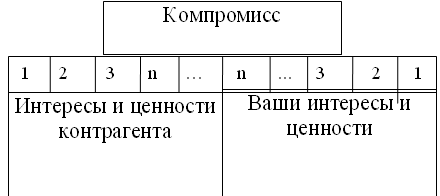 Компромисс
1 2 3 n ... n ... 3 2 1
Интересы и ценности
контрагента
Ваши интересы и
ценности